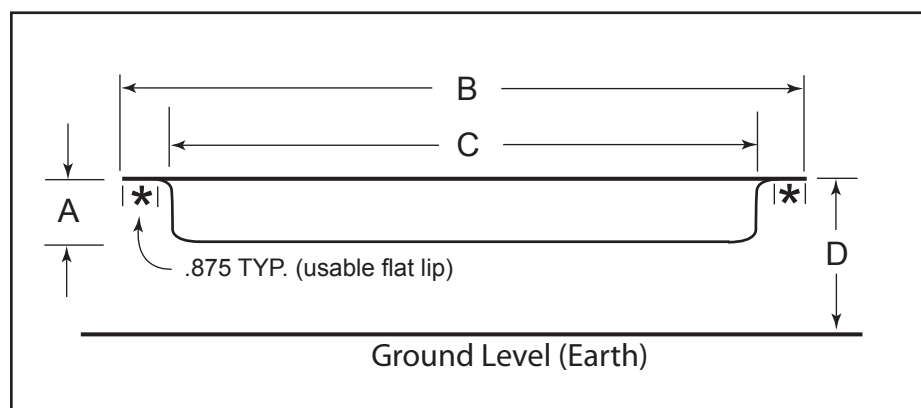 B
C
A
*
*
D
.875 TYP. (usable flat lip)
Ground Level (Earth)